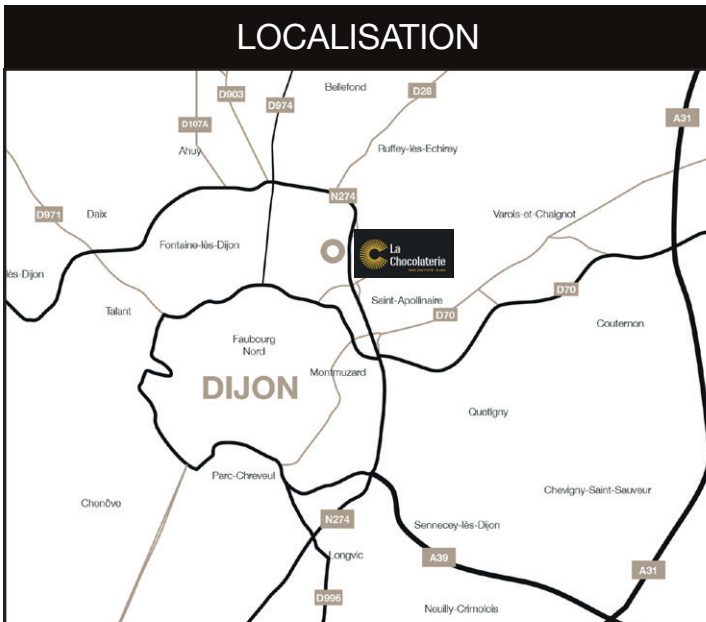 LOCALISATION
Bellefond
D903
D28
D974
A31
D107A
Ahuy
Ruffey-lès-Echirey
N274
D971
Daix
Varois-et-Chaignot
Fontaine-lès-Dijon
La
Chocolaterie
lès-Dijon
Saint-Apollinaire
D70
Talant
D70
Couternon
Faubourg
Nord
Montmuzard
DIJON
Quetigny
Parc-Chreveul
Chevigny-Saint-Sauveur
Chenôve
N274
Sennecey-lès-Dijon
Longvic
A39
A31
D996
Neuilly-Crimolois